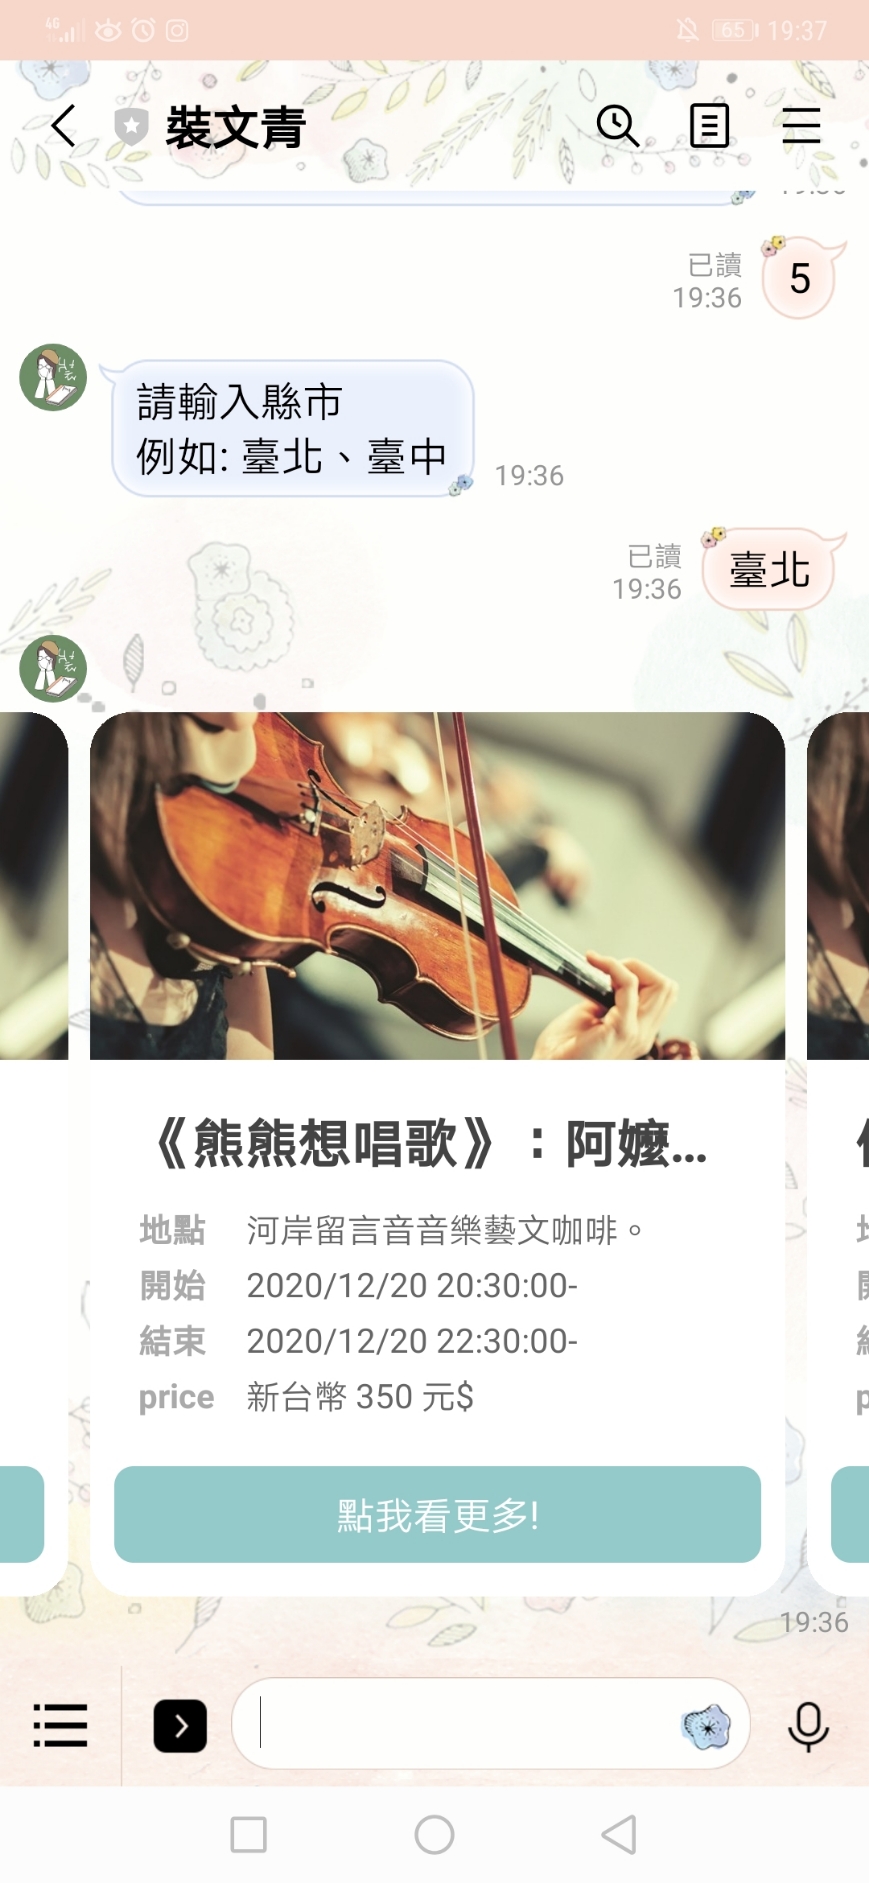 4G
65
19:37
裝文青
已讀
19:36
5
請輸入縣市
例如: 臺北、臺中
19:36
已讀
19:36
臺北
《熊熊想唱歌》：阿嬤...
地點 河岸留言音音樂藝文咖啡。
開始 2020/12/20 20:30:00-
結束 2020/12/20 22:30:00-
price 新台幣 350 元$
點我看更多!
19:36